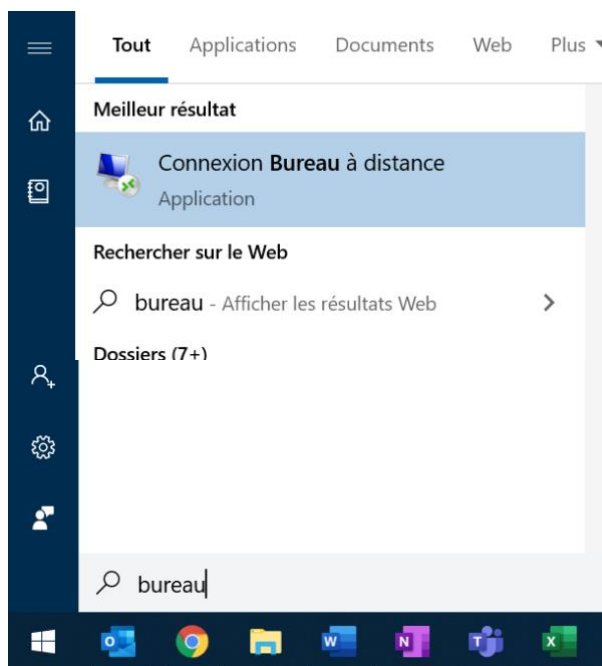 Tout Applications Documents Web Plus
Meilleur résultat
Connexion Bureau à distance
Application
Rechercher sur le Web
bureau - Afficher les résultats Web
Dossiers (7+)
bureau